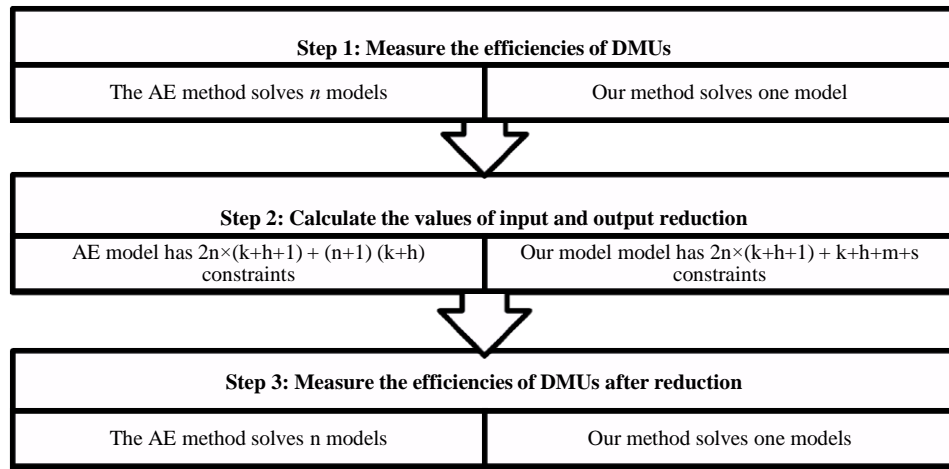 Step 1: Measure the efficiencies of DMUs
The AE method solves n models
Our method solves one model
Step 2: Calculate the values of input and output reduction
AE model has 2n×(k+h+1) + (n+1) (k+h)
constraints
Our model model has 2n×(k+h+1) + k+h+m+s
constraints
Step 3: Measure the efficiencies of DMUs after reduction
The AE method solves n models
Our method solves one models